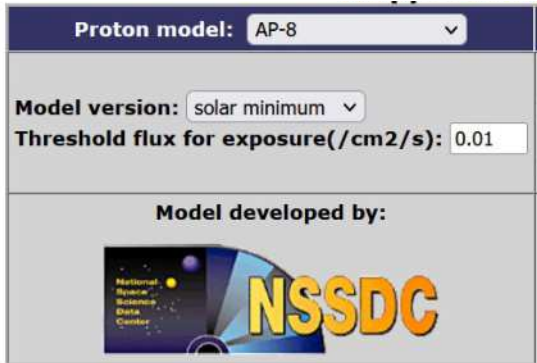 Proton model: AP-8
Model version: solar minimum
Threshold flux for exposure(/cm2/s): 0.01
Model developed by:
National
Space
Science
Data
Center
NSSDC